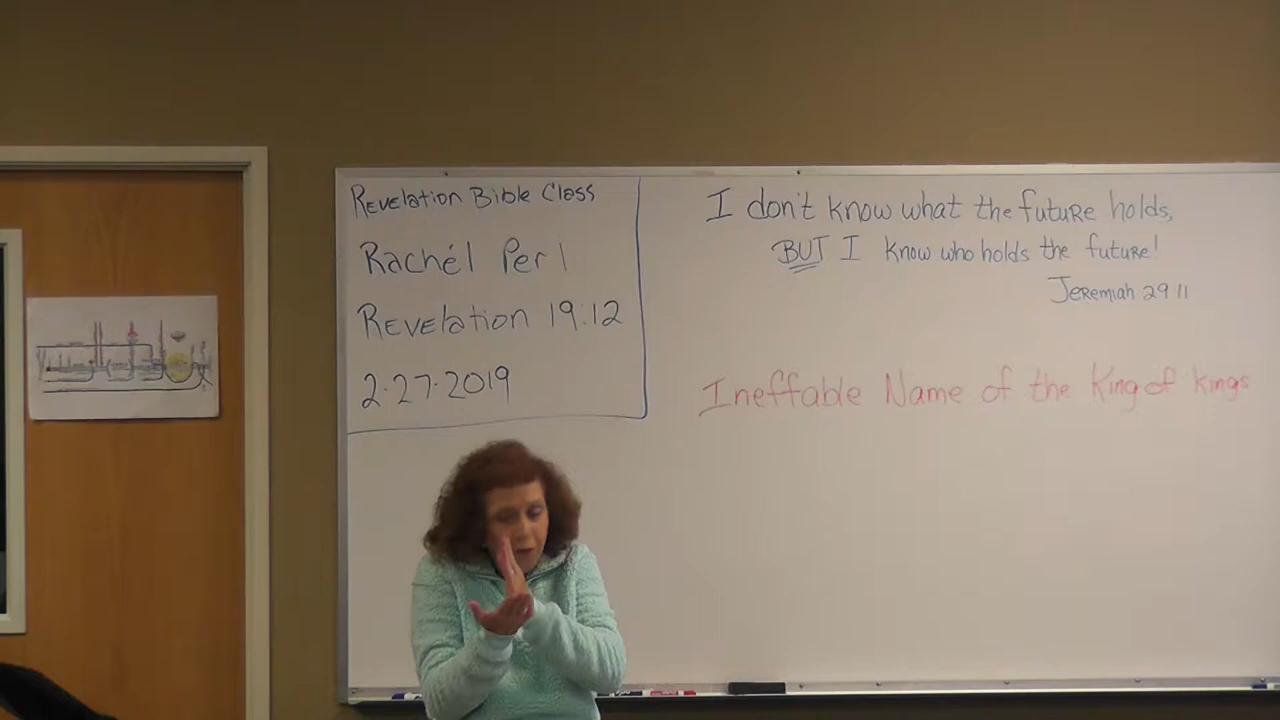 Revelation Bible Class
Rachél Perl
Revelation 19:12
2·27·2019
I don't know what the future holds,
BUT I know who holds the future!
Jeremiah 29 11
Ineffable Name of the King of kings